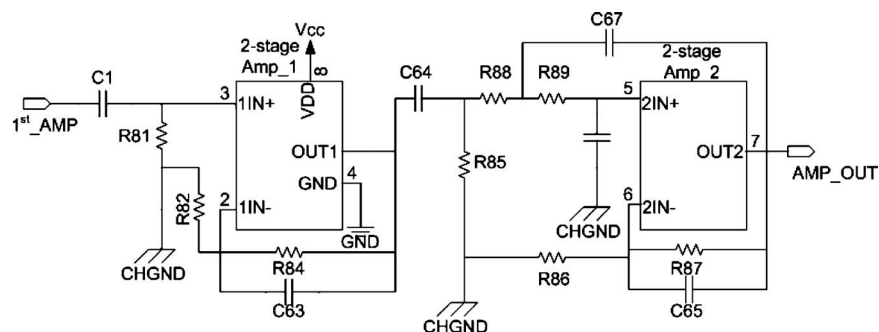 Vcc
C67
2-stage
Amp_1
8
VDD
C64
R88
R89
2-stage
Amp_2
C1
3
1IN+
5
2IN+
1st_AMP
R81
OUT1
R85
OUT2
7
AMP_OUT
4
GND
R82
2
1IN-
6
2IN-
GND
CHGND
CHGND
R84
R86
R87
C63
C65
CHGND